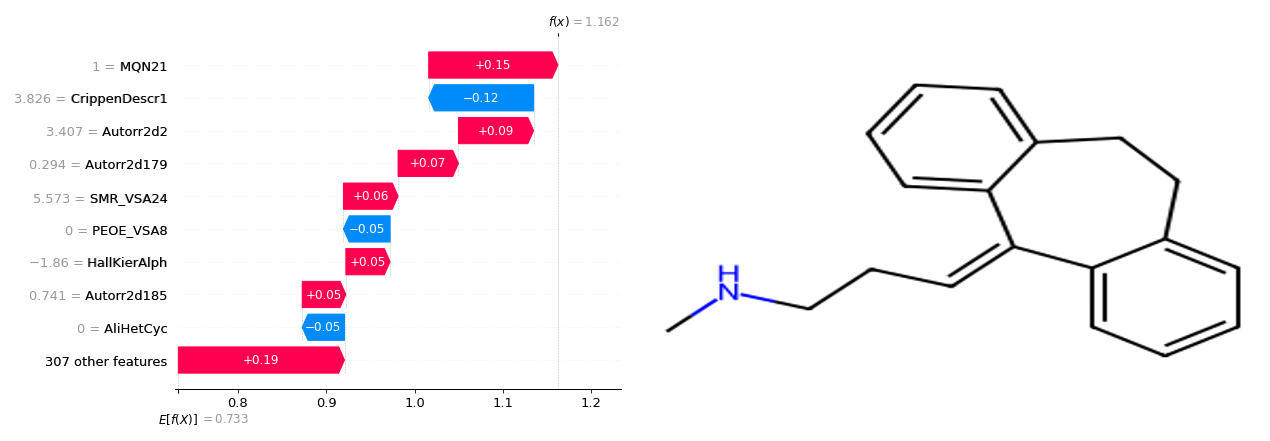 f(x) = 1.162
1 = MQN21
+0.15
3.826 = CrippenDescr1
−0.12
3.407 = Autorr2d2
+0.09
0.294 = Autorr2d179
+0.07
5.573 = SMR_VSA24
+0.06
0 = PEOE_VSA8
−0.05
−1.86 = HallKierAlph
+0.05
0.741 = Autorr2d185
+0.05
0 = AliHetCyc
−0.05
307 other features
+0.19
0.8 0.9 1.0 1.1 1.2
E[f(X)] = 0.733
H
N